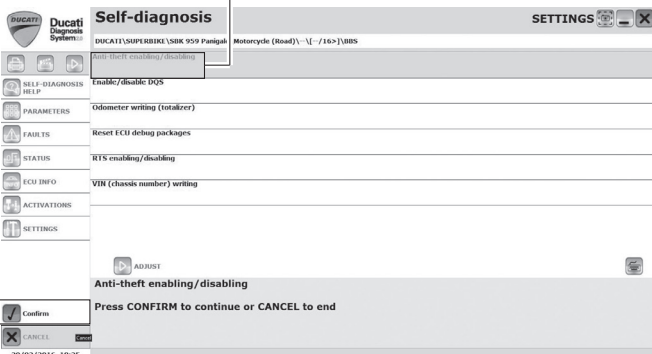 DUCATI
Ducati
Diagnosis
System
Self-diagnosis
SETTINGS
DUCATI\SUPERBIKE\SBK 959 Panigale Motorcycle (Road)\--\[--/16>]\BBS
Anti-theft enabling/disabling
Enable/disable DQS
Odometer writing (totalizer)
Reset ECU debug packages
RTS enabling/disabling
VIN (chassis number) writing
SELF-DIAGNOSIS
HELP
PARAMETERS
FAULTS
STATUS
ECU INFO
ACTIVATIONS
SETTINGS
ADJUST
Anti-theft enabling/disabling
Press CONFIRM to continue or CANCEL to end
Confirm
CANCEL
Cancel